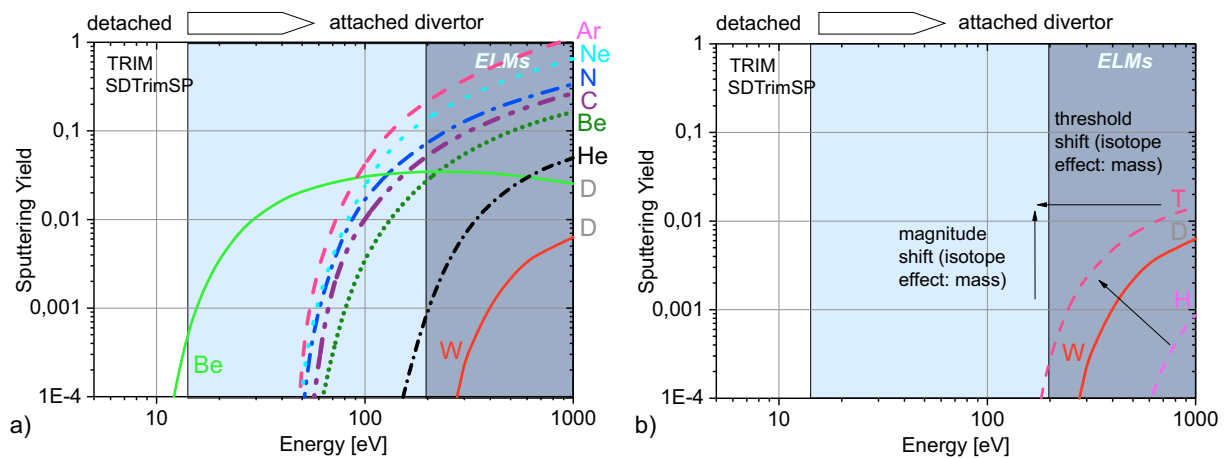 detached
attached divertor
TRIM
SDTrimSP
ELMs
Ar
Ne
N
C
Be
He
D
D
W
Be
1
0,1
0,01
0,001
1E-4
Sputtering Yield
10
100
1000
Energy [eV]
a)
detached
attached divertor
TRIM
SDTrimSP
ELMs
threshold
shift (isotope
effect: mass)
magnitude
shift (isotope
effect: mass)
T
D
H
W
1
0,1
0,01
0,001
1E-4
Sputtering Yield
10
100
1000
Energy [eV]
b)